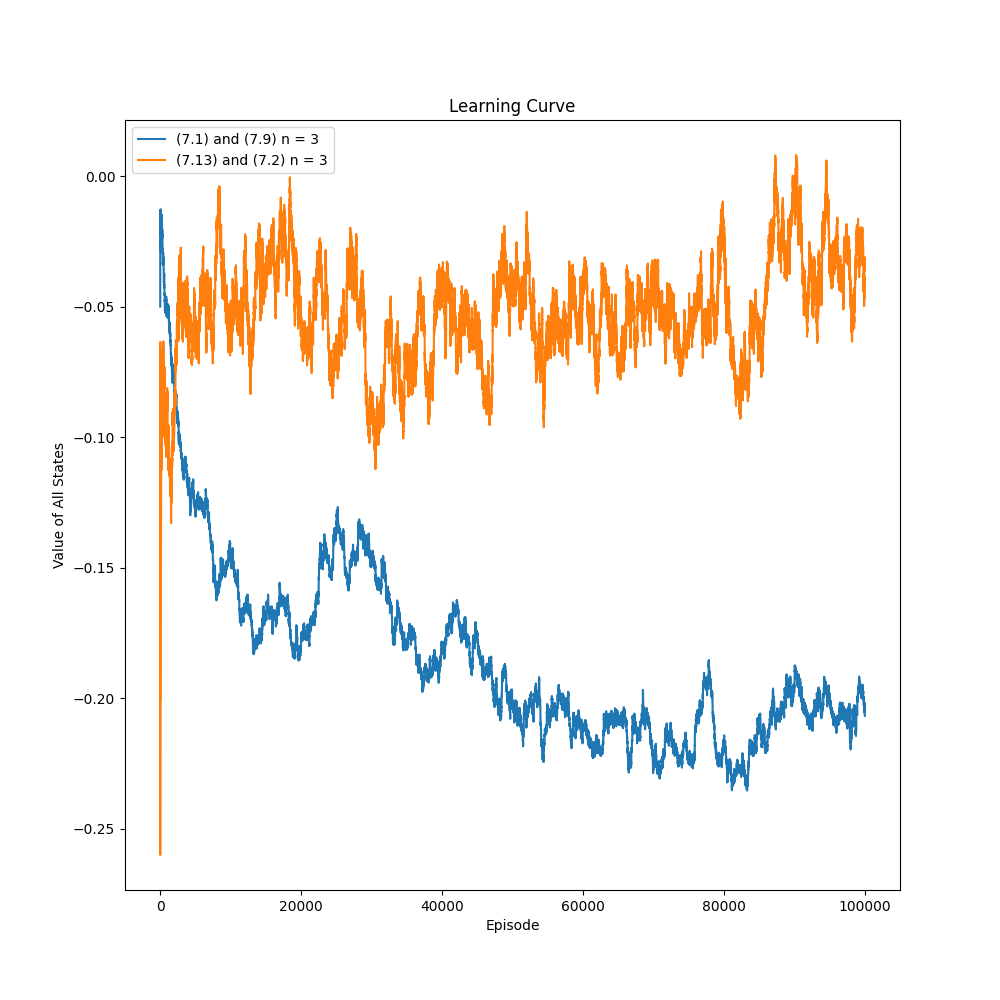 Learning Curve
(7.1) and (7.9) n = 3
(7.13) and (7.2) n = 3
0.00
−0.05
−0.10
−0.15
−0.20
−0.25
Value of All States
0
20000
40000
60000
80000
100000
Episode